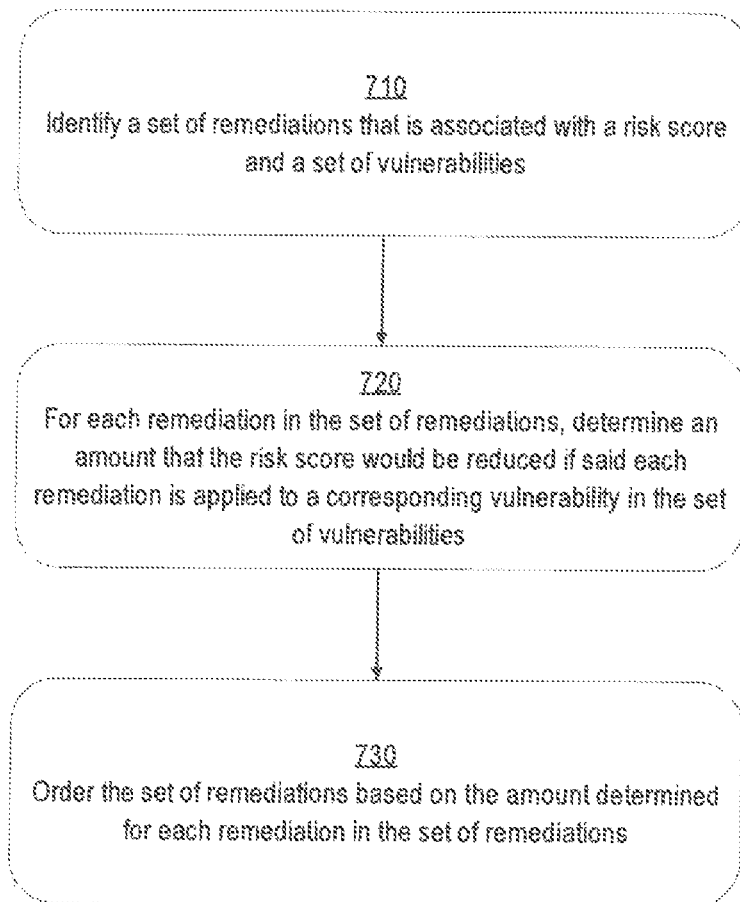 710
Identify a set of remediations that is associated with a risk score
and a set of vulnerabilities
720
For each remediation in the set of remediations, determine an
amount that the risk score would be reduced if said each
remediation is applied to a corresponding vulnerability in the set
of vulnerabilities
730
Order the set of remediations based on the amount determined
for each remediation in the set of remediations